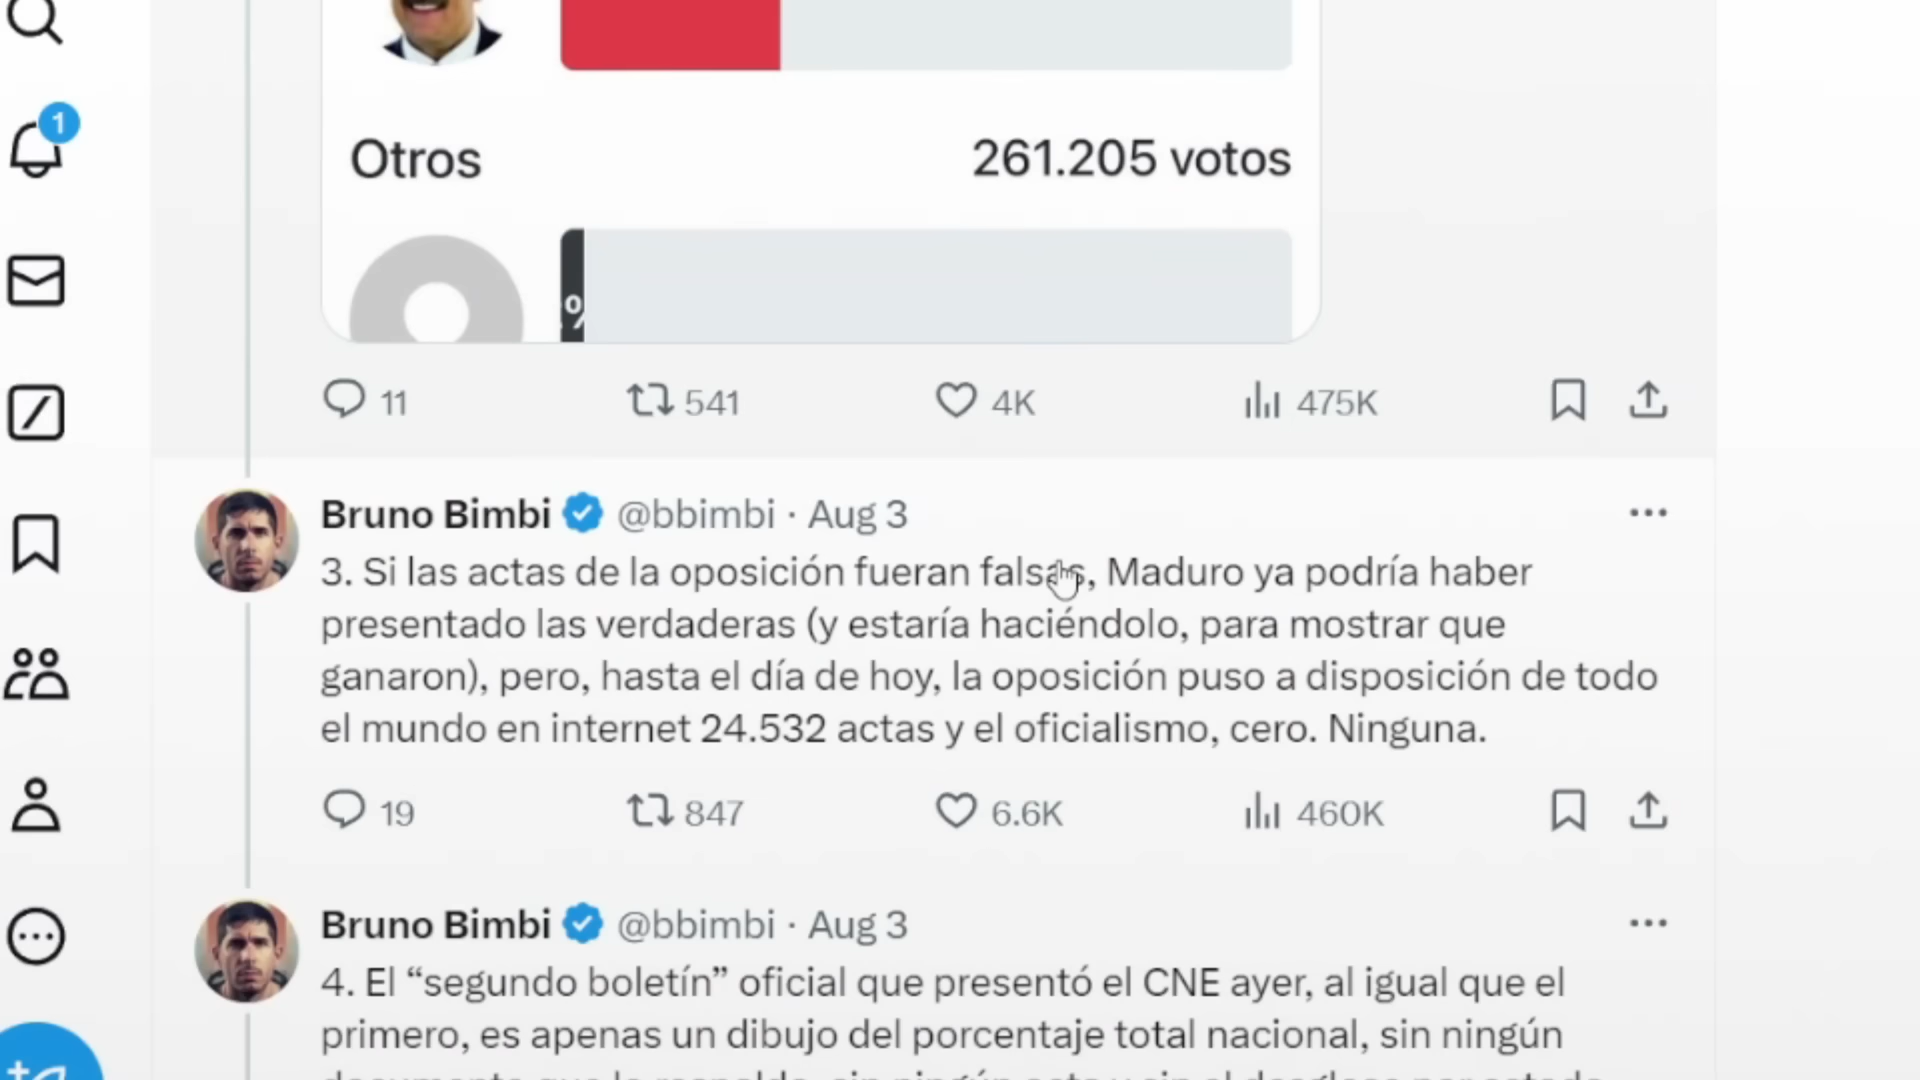 1
Otros
261.205 votos
%
11
541
4K
475K
Bruno Bimbi @bbimbi · Aug 3
3. Si las actas de la oposición fueran falsas, Maduro ya podría haber
presentado las verdaderas (y estaría haciéndolo, para mostrar que
ganaron), pero, hasta el día de hoy, la oposición puso a disposición de todo
el mundo en internet 24.532 actas y el oficialismo, cero. Ninguna.
19
847
6.6K
460K
Bruno Bimbi @bbimbi · Aug 3
4. El “segundo boletín” oficial que presentó el CNE ayer, al igual que el
primero, es apenas un dibujo del porcentaje total nacional, sin ningún